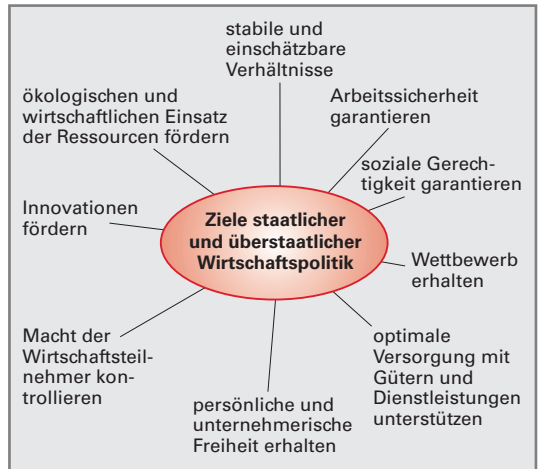 stabile und
einschätzbare
Verhältnisse
ökologischen und
wirtschaftlichen Einsatz
der Ressourcen fördern
Arbeitssicherheit
garantieren
soziale Gerech-
tigkeit garantieren
Innovationen
fördern
Ziele staatlicher
und überstaatlicher
Wirtschaftspolitik
Wettbewerb
erhalten
Macht der
Wirtschaftsteil-
nehmer kon-
trollieren
optimale
Versorgung mit
Gütern und
Dienstleistungen
unterstützen
persönliche und
unternehmerische
Freiheit erhalten